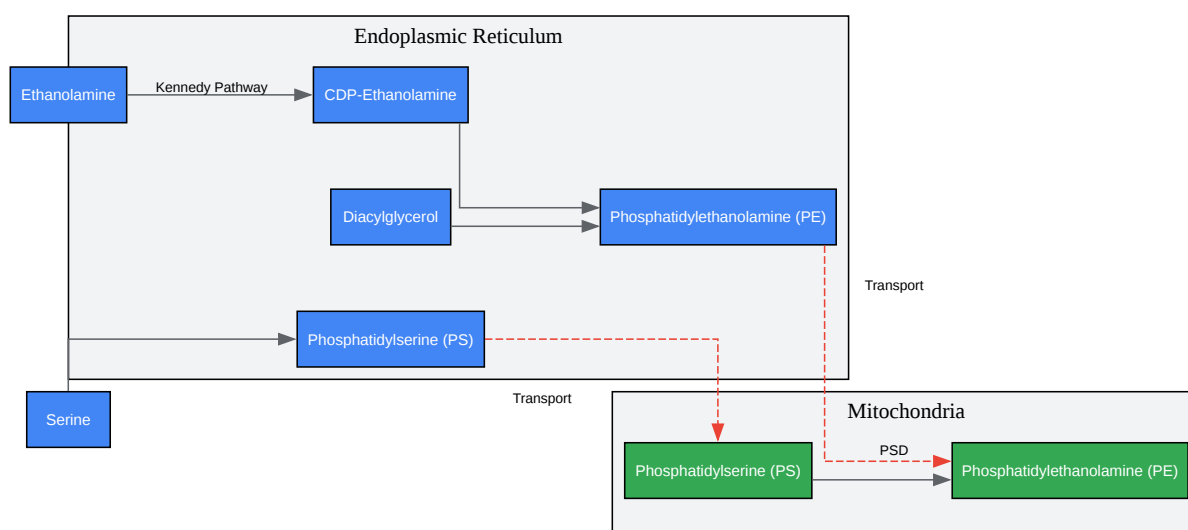 Endoplasmic Reticulum
Ethanolamine
Kennedy Pathway
CDP-Ethanolamine
Diacylglycerol
Phosphatidylethanolamine (PE)
Transport
Phosphatidylserine (PS)
Transport
Serine
Mitochondria
Phosphatidylserine (PS)
PSD
Phosphatidylethanolamine (PE)